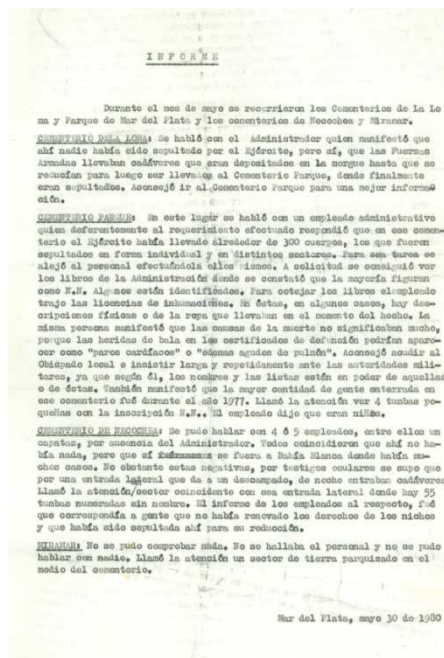 INFORME
Durante el mes de mayo se recorrieron los Cementerios de La Lo
ma y Parque de Mar del Plata y los cementerios de Necochea y Miramar.
CEMENTERIO DELA LOMA: Se habló con el Administrador quien manifestó que
ahí nadie había sido sepultado por el Ejército, pero sí, que las Fuerzas
Armadas llevaban cadáveres que eran depositados en la morgue hasta que se
reducían para luego ser llevados al Cementerio Parque, donde finalmente
eran sepultados. Aconsejó ir al Cementerio Parque para una mejor informa
ción.
CEMENTERIO PARQUE: En este lugar se habló con un empleado administrativo
quien deferentemente al requerimiento efectuado respondió que en ese cemen-
terio el Ejército había llevado alrededor de 300 cuerpos, los que fueron
sepultados en forma individual y en distintos sectores. Para esa tarea se
alejó al personal efectuándola ellos mismos. A solicitud se consiguió ver
los libros de la Administración donde se constató que la mayoría figuran
como N.N. Algunos están identificados. Para cotejar los libros el empleado
trajo las licencias de inhumaciones. En éstas, en algunos casos, hay des-
cripciones físicas o de la ropa que llevaban en el momento del hecho. La
misma persona manifestó que las causas de la muerte no significaban mucho,
porque las heridas de bala en los certificados de defunción podrían apare-
cer como "paros cardíacos" o "edemas agudos de pulmón". Aconsejó acudir al
Obispado local e insistir larga y repetidamente ante las autoridades mili-
tares, ya que según él, los nombres y las listas están en poder de aquellas
o de éstas. También manifestó que la mayor cantidad de gente enterrada en
ese cementerio fué durante el año 1977. Llamó la atención ver 4 tumbas pe-
queñas con la inscripción N.N.. El empleado dijo que eran niños.
CEMENTERIO DE NECOCHEA: Se pudo hablar con 4 ó 5 empleados, entre ellos un
capataz, por ausencia del Administrador. Todos coincidieron que ahí no ha-
bía nada, pero que sí se fuera a Bahía Blanca donde había mu-
chos casos. No obstante estas negativas, por testigos oculares se supo que
por una entrada lateral que da a un descampado, de noche entraban cadáveres
Llamó la atención/sector coincidente con esa entrada lateral donde hay 55
tumbas numeradas sin nombre. El informe de los empleados al respecto, fué
que correspondía a gente que no había renovado los derechos de los nichos
y que había sido sepultada ahí para su reducción.
MIRAMAR: No se pudo comprobar nada. No se hallaba el personal y no se pudo
hablar con nadie. Llamó la atención un sector de tierra parquisado en el
medio del cementerio.
Mar del Plata, mayo 30 de 1980